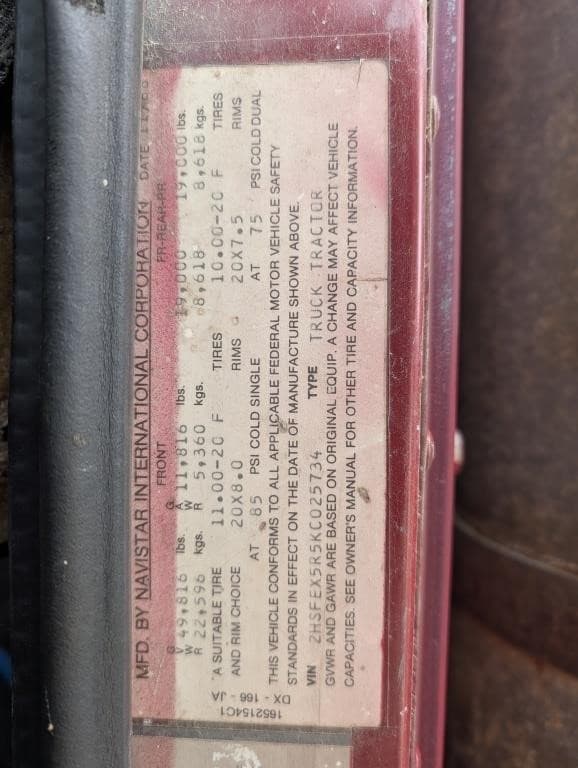 MFD. BY NAVISTAR INTERNATIONAL CORPORATION DATE
FRONT FR-REAR-RR
GVWR 49,816 lbs. GAWR 11,816 lbs. 19,000 19,000 lbs.
22,596 kgs. 5,360 kgs. 8,618 8,618 kgs.
A SUITABLE TIRE 11.00-20 F TIRES 10.00-20 F TIRES
AND RIM CHOICE 20X8.0 RIMS 20X7.5 RIMS
AT 85 PSI COLD SINGLE AT 75 PSI COLD DUAL
THIS VEHICLE CONFORMS TO ALL APPLICABLE FEDERAL MOTOR VEHICLE SAFETY
STANDARDS IN EFFECT ON THE DATE OF MANUFACTURE SHOWN ABOVE.
VIN 2HSFEX5R5KC025734 TYPE TRUCK TRACTOR
GVWR AND GAWR ARE BASED ON ORIGINAL EQUIP. A CHANGE MAY AFFECT VEHICLE
CAPACITIES. SEE OWNER'S MANUAL FOR OTHER TIRE AND CAPACITY INFORMATION.
DX - 166 - JA
1652154C1